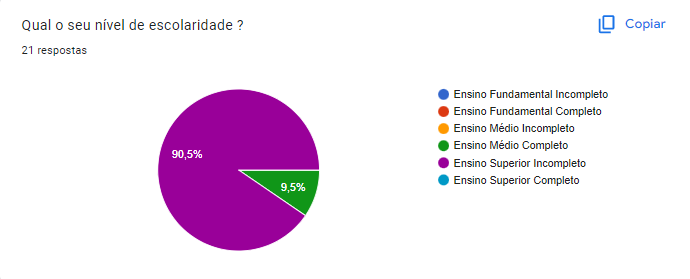 Qual o seu nível de escolaridade ?
Copiar
21 respostas
90,5%
9,5%
Ensino Fundamental Incompleto
Ensino Fundamental Completo
Ensino Médio Incompleto
Ensino Médio Completo
Ensino Superior Incompleto
Ensino Superior Completo